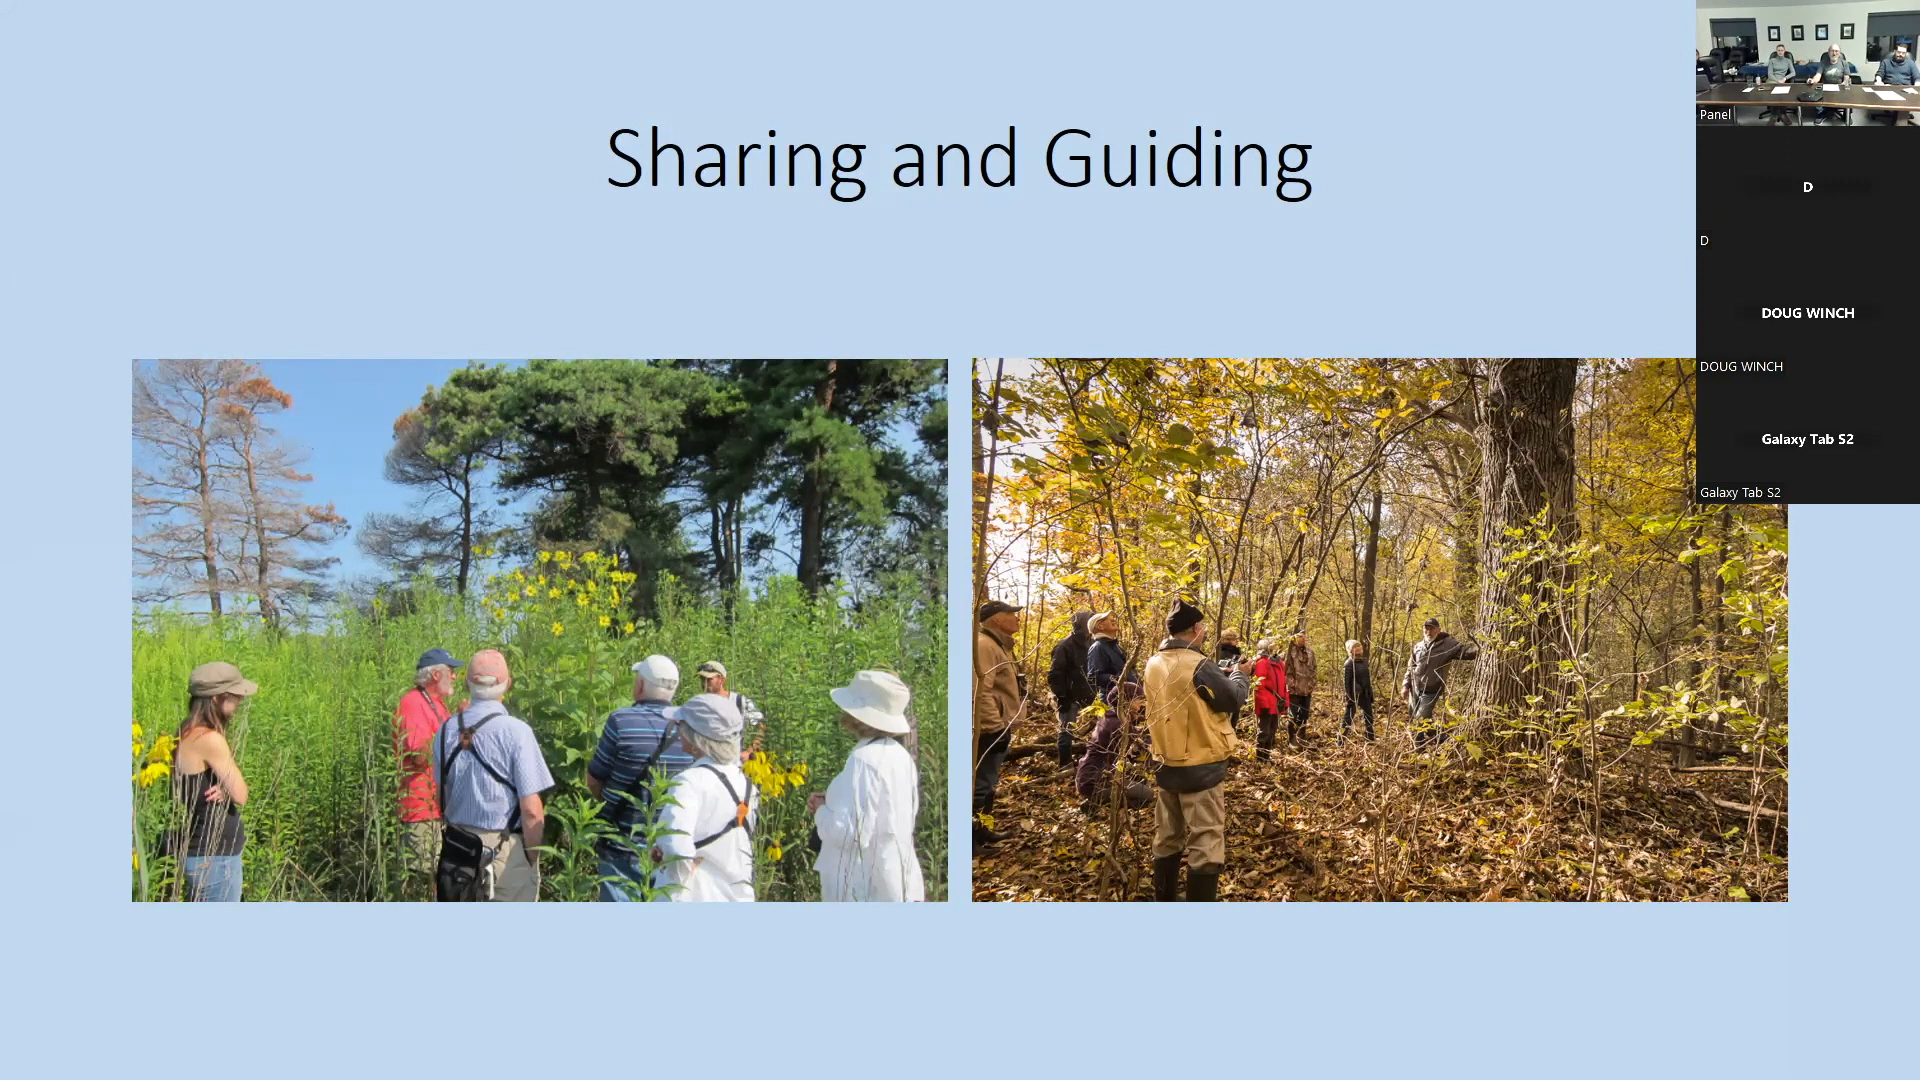 Sharing and Guiding
Panel
D
D
DOUG WINCH
DOUG WINCH
Galaxy Tab S2
Galaxy Tab S2